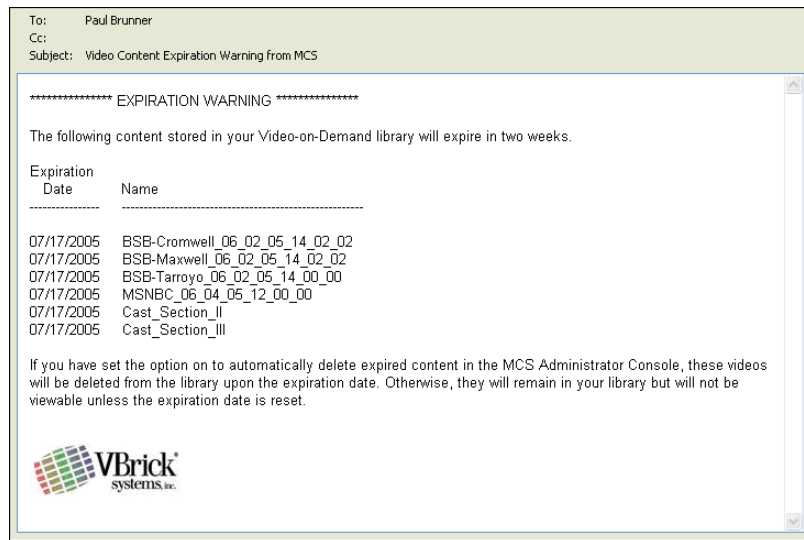 To: Paul Brunner
Cc:
Subject: Video Content Expiration Warning from MCS
*************** EXPIRATION WARNING ***************
The following content stored in your Video-on-Demand library will expire in two weeks.
Expiration
Date Name
---------------- -------------------------------------------------------
07/17/2005 BSB-Cromwell_06_02_05_14_02_02
07/17/2005 BSB-Maxwell_06_02_05_14_02_02
07/17/2005 BSB-Tarroyo_06_02_05_14_00_00
07/17/2005 MSNBC_06_04_05_12_00_00
07/17/2005 Cast_Section_II
07/17/2005 Cast_Section_III
If you have set the option on to automatically delete expired content in the MCS Administrator Console, these videos
will be deleted from the library upon the expiration date. Otherwise, they will remain in your library but will not be
viewable unless the expiration date is reset.
VBrick
systems, inc.